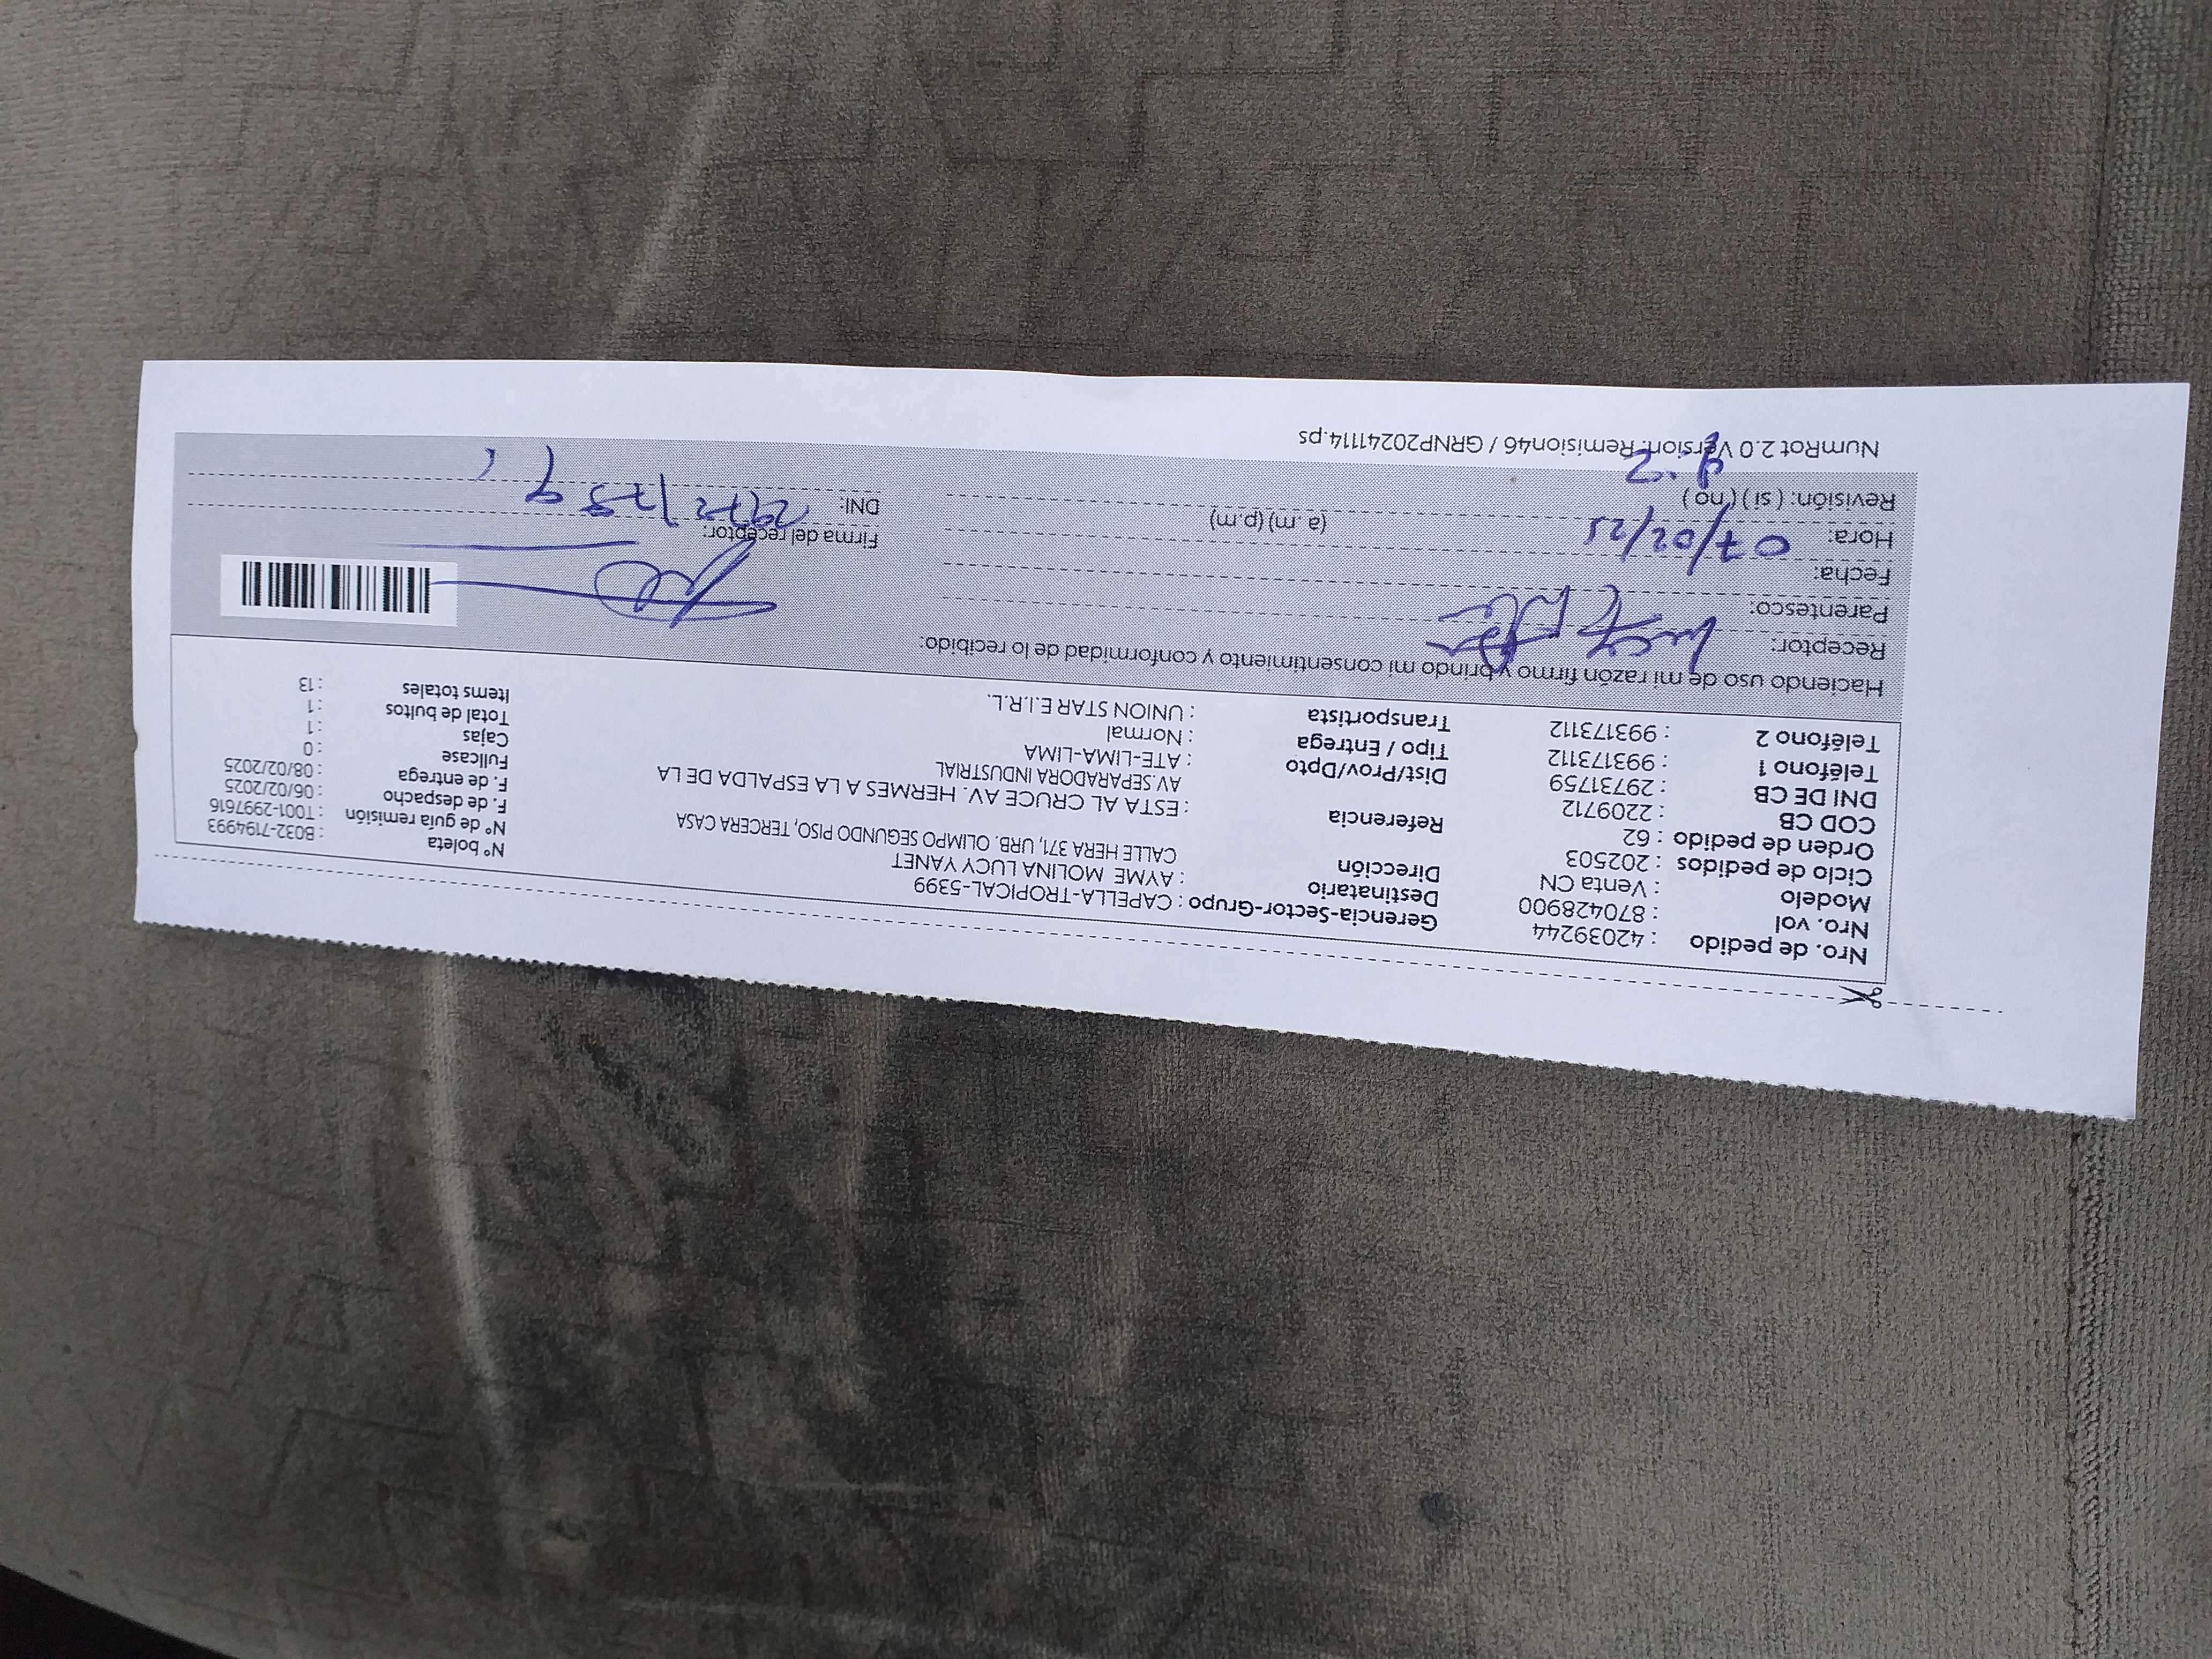 Nro. de pedido : 42039244
Nro. vol : 870428900
Modelo : Venta CN
Ciclo de pedidos : 202503
Orden de pedido : 62
COD CB : 2209712
DNI DE CB : 29731759
Teléfono 1 : 993173112
Teléfono 2 : 993173112
Gerencia-Sector-Grupo : CAPELLA-TROPICAL-5399
Destinatario : AYME MOLINA LUCY YANET
Dirección CALLE HERA 371, URB. OLIMPO SEGUNDO PISO, TERCERA CASA
Referencia : ESTA AL CRUCE AV. HERMES A LA ESPALDA DE LA
AV.SEPARADORA INDUSTRIAL
Dist/Prov/Dpto : ATE-LIMA-LIMA
Tipo / Entrega : Normal
Transportista : UNION STAR E.I.R.L.
N° boleta : B032-7194993
N° de guía remisión : T001-2997616
F. de despacho : 06/02/2025
F. de entrega : 08/02/2025
Fullcase : 0
Cajas : 1
Total de bultos : 1
Items totales : 13
Haciendo uso de mi razón firmo y brindo mi consentimiento y conformidad de lo recibido:
Receptor:
Parentesco:
Fecha:
Hora: 07/02/25 (a. m) (p.m)
Revisión: ( si ) ( no )
Firma del receptor:
DNI:
NumRot 2.0 Version: Remision46 / GRNP20241114.ps